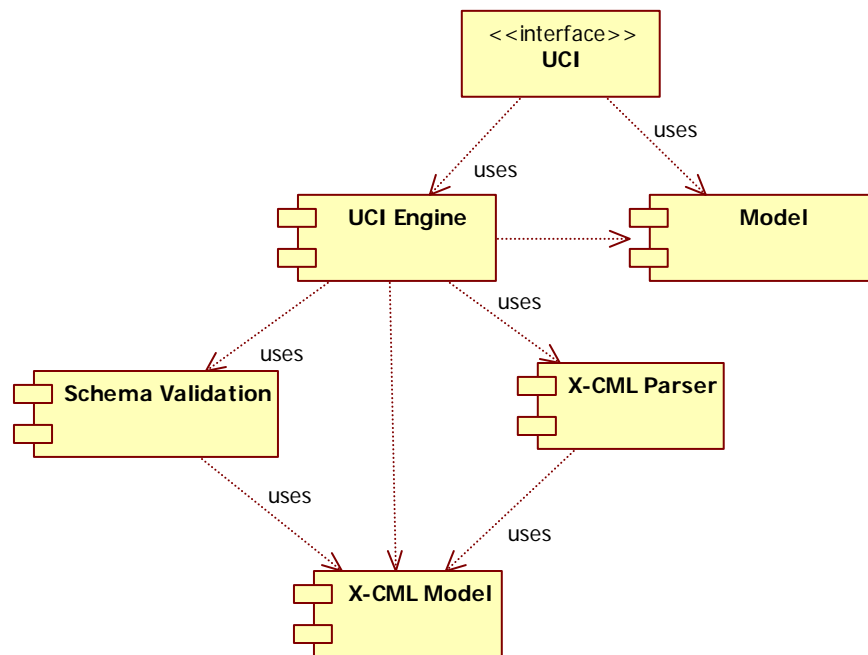 <<interface>>
UCI
uses
uses
UCI Engine
Model
uses
uses
Schema Validation
X-CML Parser
uses
uses
X-CML Model